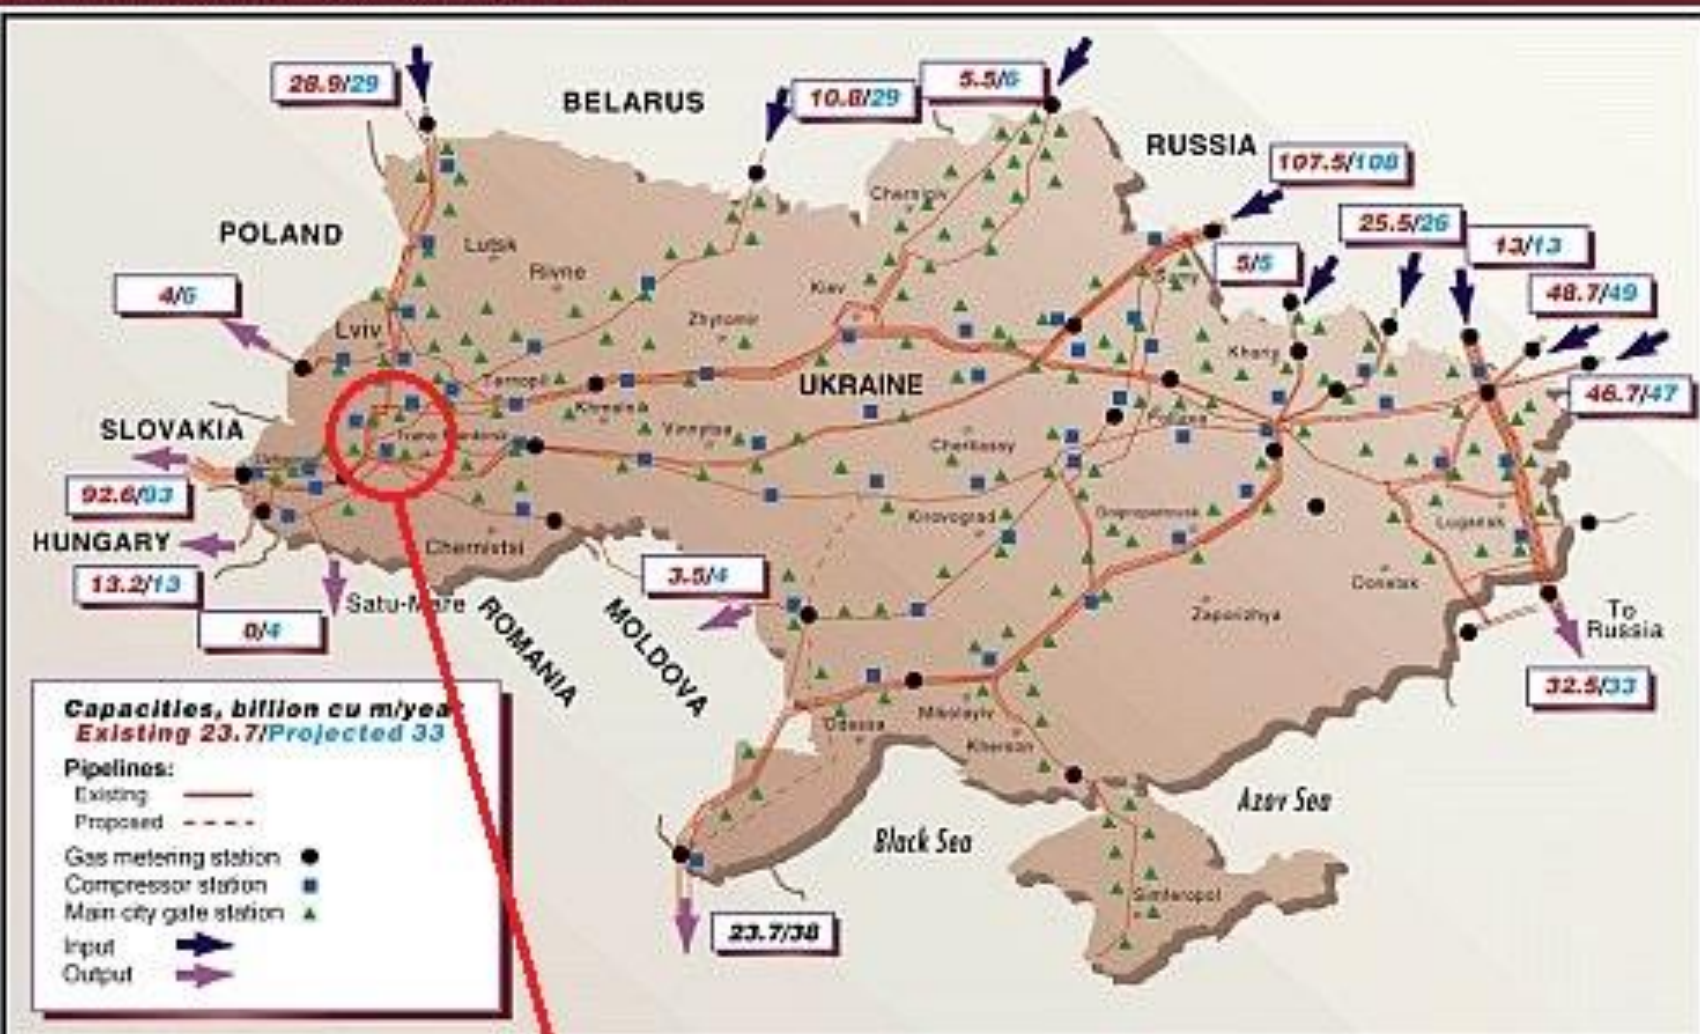 28.9/29
BELARUS
10.8/29
5.5/6
RUSSIA
107.5/108
25.5/26
13/13
5/5
48.7/49
46.7/47
POLAND
4/5
Lutsk
Rivne
Lviv
Kiev
Zhytomir
Ternopil
UKRAINE
Vinnytsa
Cherkassy
SLOVAKIA
92.6/93
HUNGARY
13.2/13
0/4
Satu-Mare
ROMANIA
MOLDOVA
3.5/4
Kirovograd
Lugansk
Donetsk
Zaporizhya
To
Russia
32.5/33
Odessa
Mikolayiv
Kherson
Azov Sea
Black Sea
Simferopol
23.7/38
Capacities, billion cu m/yea
Existing 23.7/Projected 33
Pipelines:
Existing
Proposed
Gas metering station
Compressor station
Main city gate station
Input
Output